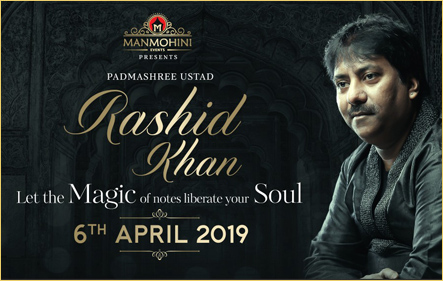 M
MANMOHINI
EVENTS
PRESENTS
PADMASHREE USTAD
Rashid
Khan
Let the Magic of notes liberate your Soul
6TH APRIL 2019